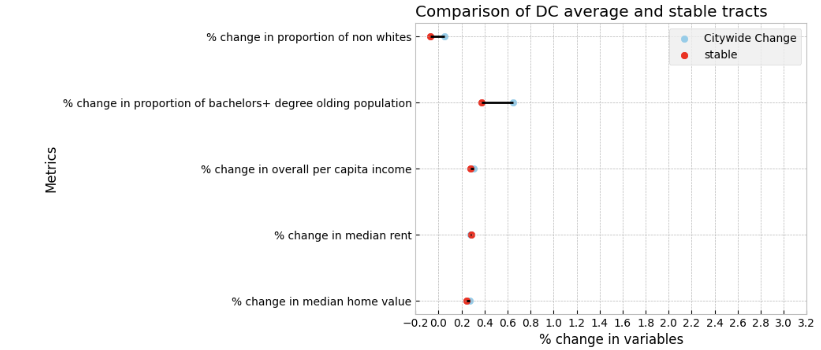 Comparison of DC average and stable tracts
Citywide Change
stable
% change in proportion of non whites
% change in proportion of bachelors+ degree olding population
% change in overall per capita income
% change in median rent
% change in median home value
Metrics
−0.2 0.0 0.2 0.4 0.6 0.8 1.0 1.2 1.4 1.6 1.8 2.0 2.2 2.4 2.6 2.8 3.0 3.2
% change in variables